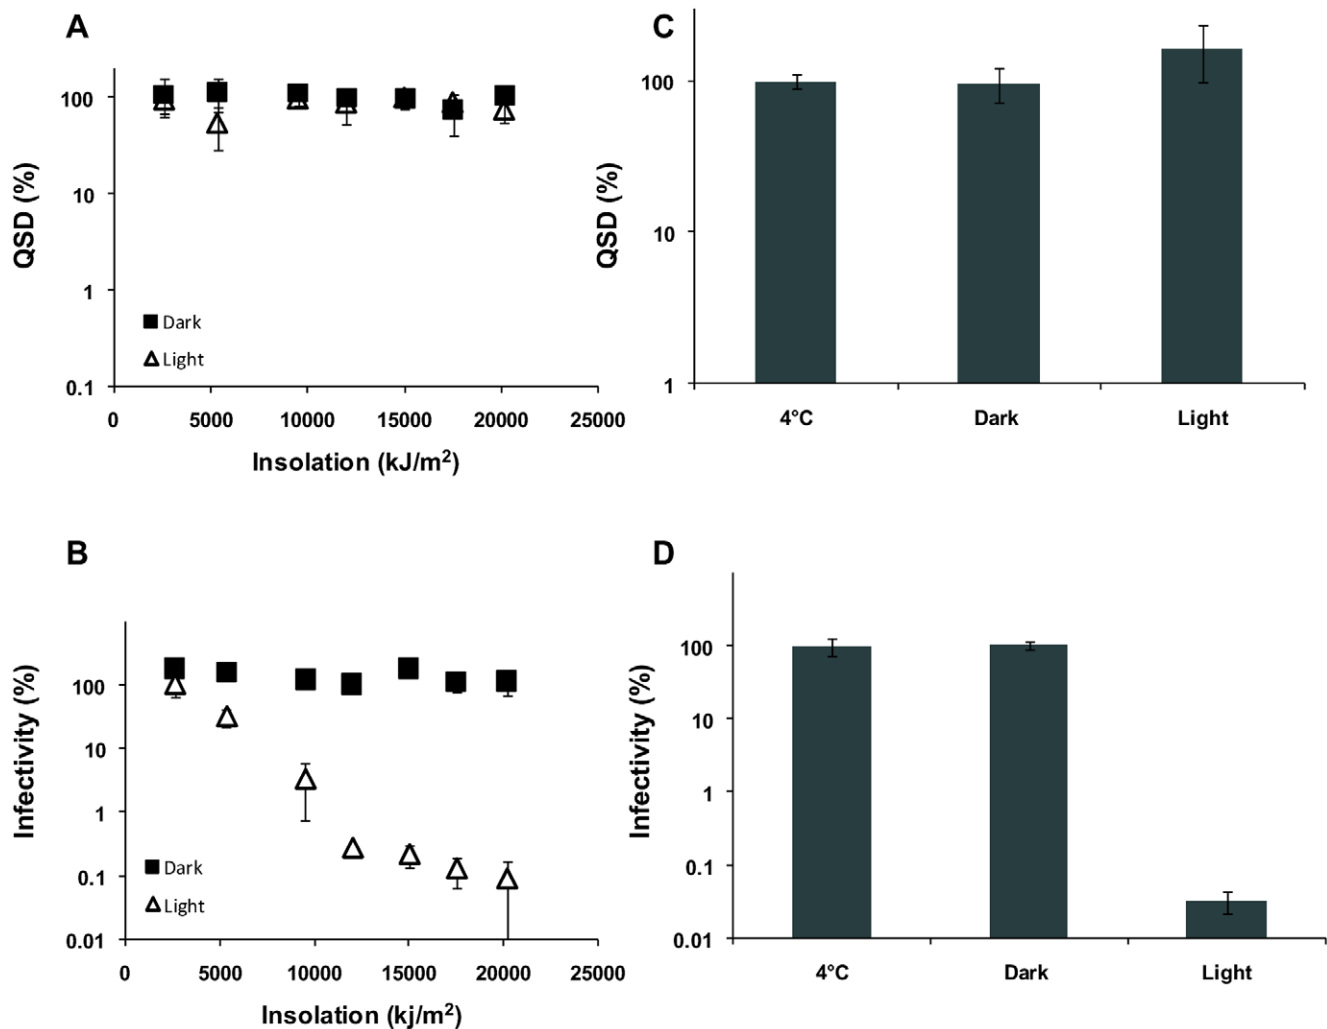 A
QSD (%)
100
10
1
0.1
Dark
Light
0 5000 10000 15000 20000 25000
Insolation (kJ/m²)
C
QSD (%)
100
10
1
4°C Dark Light
B
Infectivity (%)
100
10
1
0.1
0.01
Dark
Light
0 5000 10000 15000 20000 25000
Insolation (kj/m²)
D
Infectivity (%)
100
10
1
0.1
0.01
4°C Dark Light